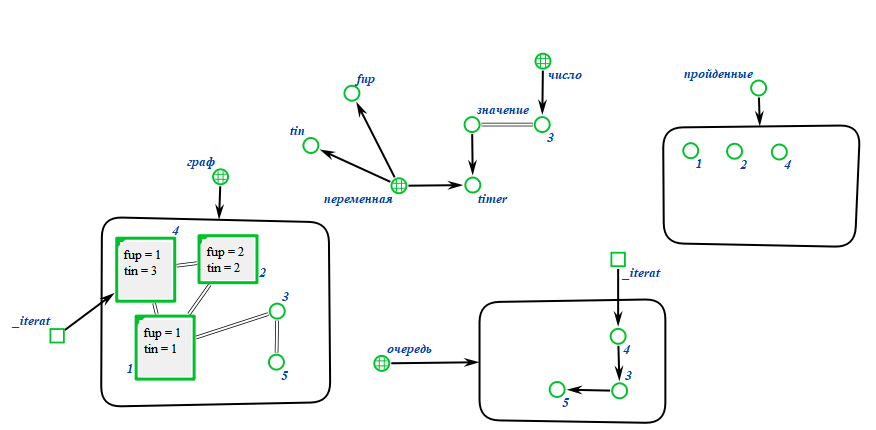 fup
число
пройденные
значение
tin
3
1
2
4
граф
переменная
timer
4
fup = 1
tin = 3
fup = 2
tin = 2
2
_iterat
_iterat
3
fup = 1
tin = 1
1
5
очередь
4
3
5